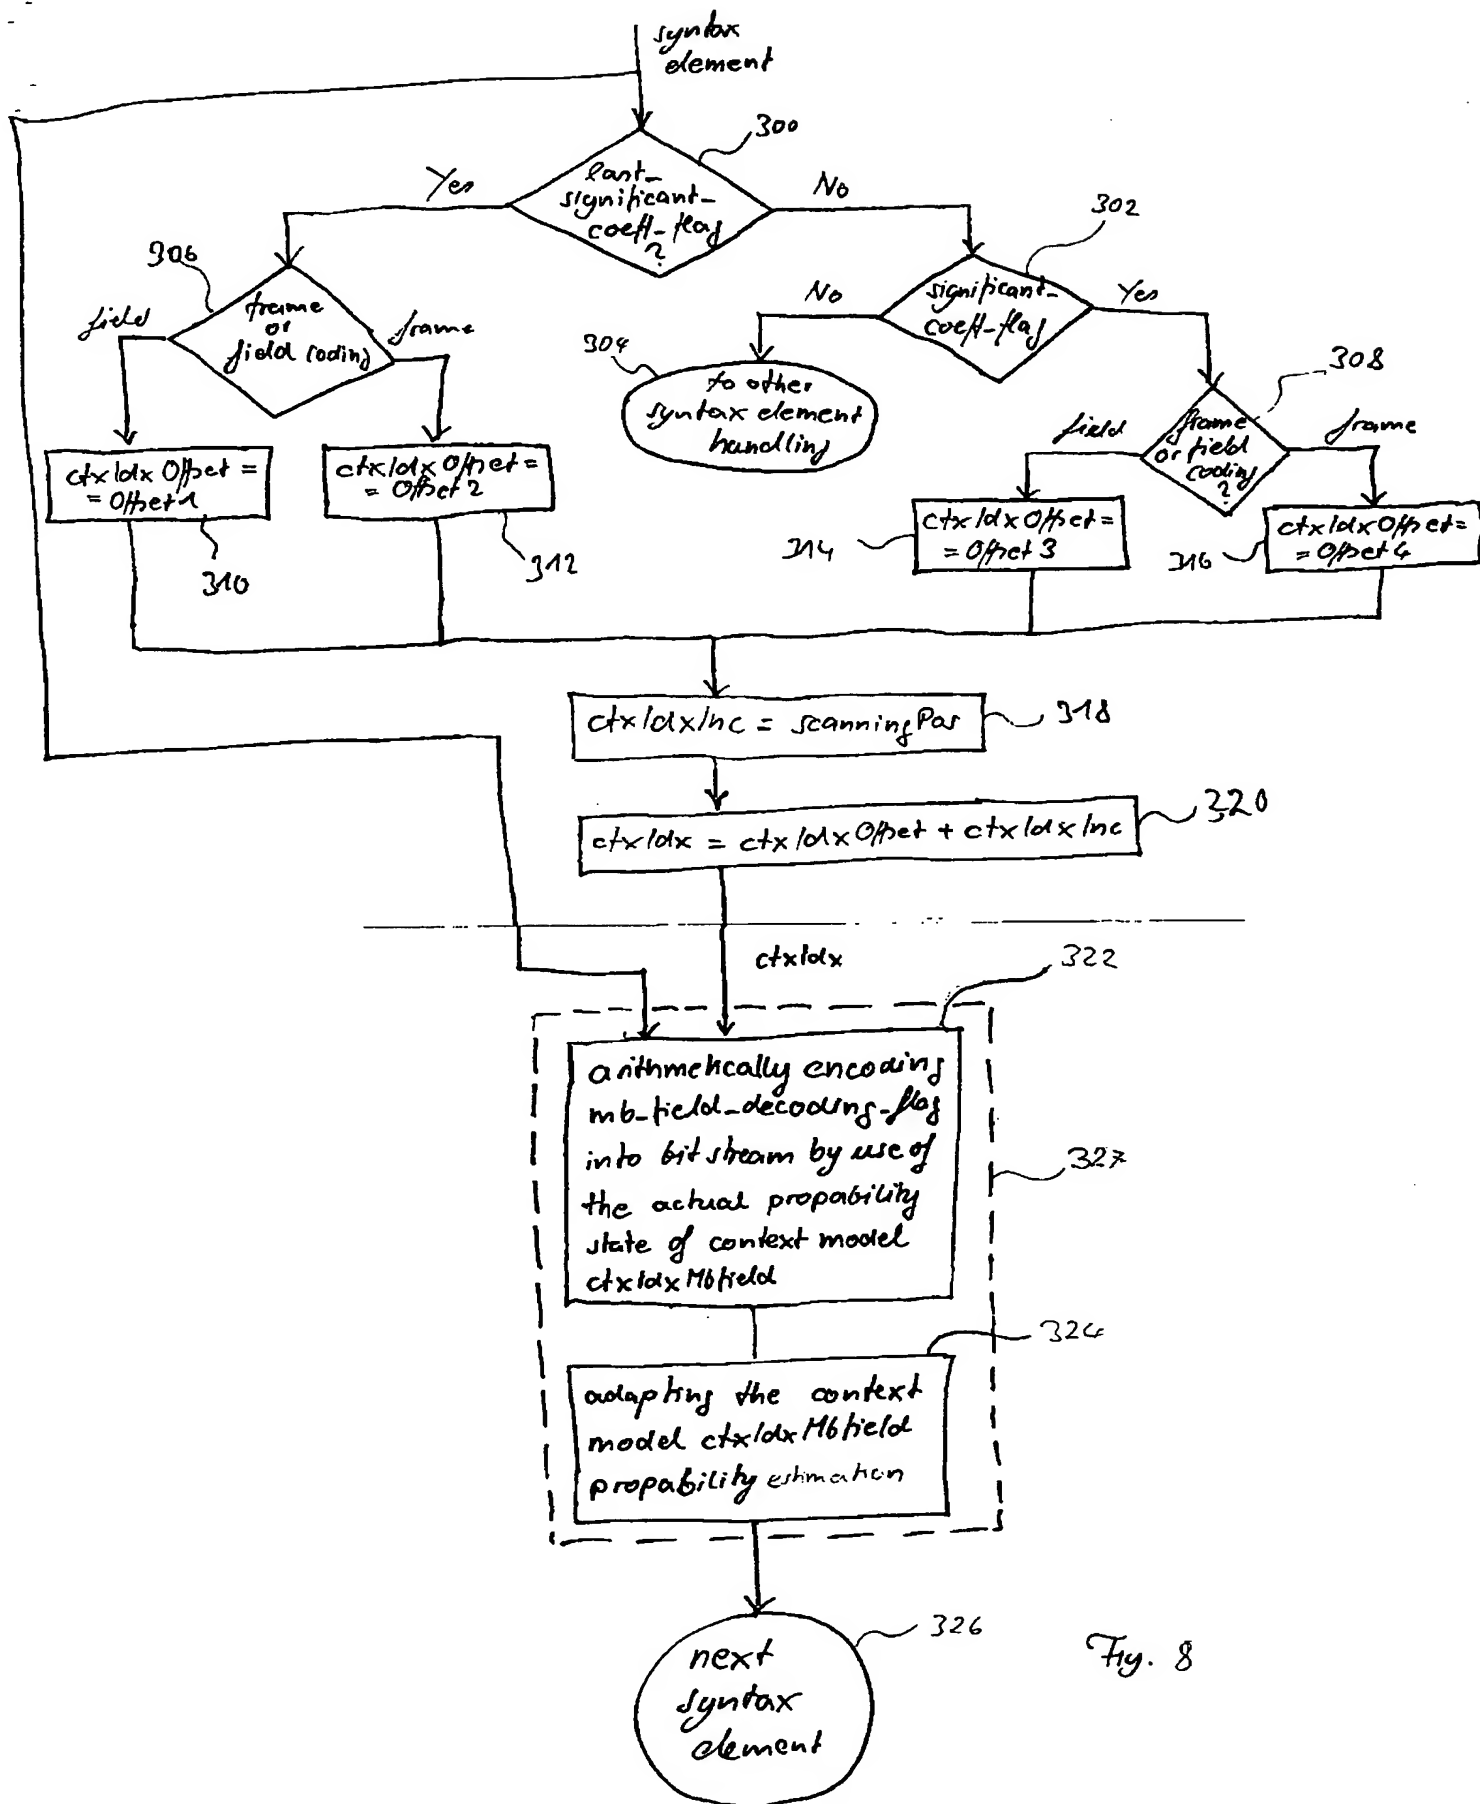 syntax
element
300
last_
significant_
coeff_flag
?
Yes
No
302
306
frame
or
field coding
field
frame
significant_
coeff_flag
No
Yes
304
to other
syntax element
handling
308
frame
or field
coding
?
field
frame
ctxIdxOffset =
= Offset 1
310
ctxIdxOffset =
= Offset 2
312
ctxIdxOffset =
= Offset 3
314
ctxIdxOffset =
= Offset 4
316
ctxIdxInc = scanningPos
318
ctxIdx = ctxIdxOffset + ctxIdxInc
320
ctxIdx
322
arithmetically encoding
mb_field_decoding_flag
into bit stream by use of
the actual propability
state of context model
ctxIdxMbfield
327
324
adapting the context
model ctxIdxMbfield
propability estimation
326
next
syntax
element
Fig. 8